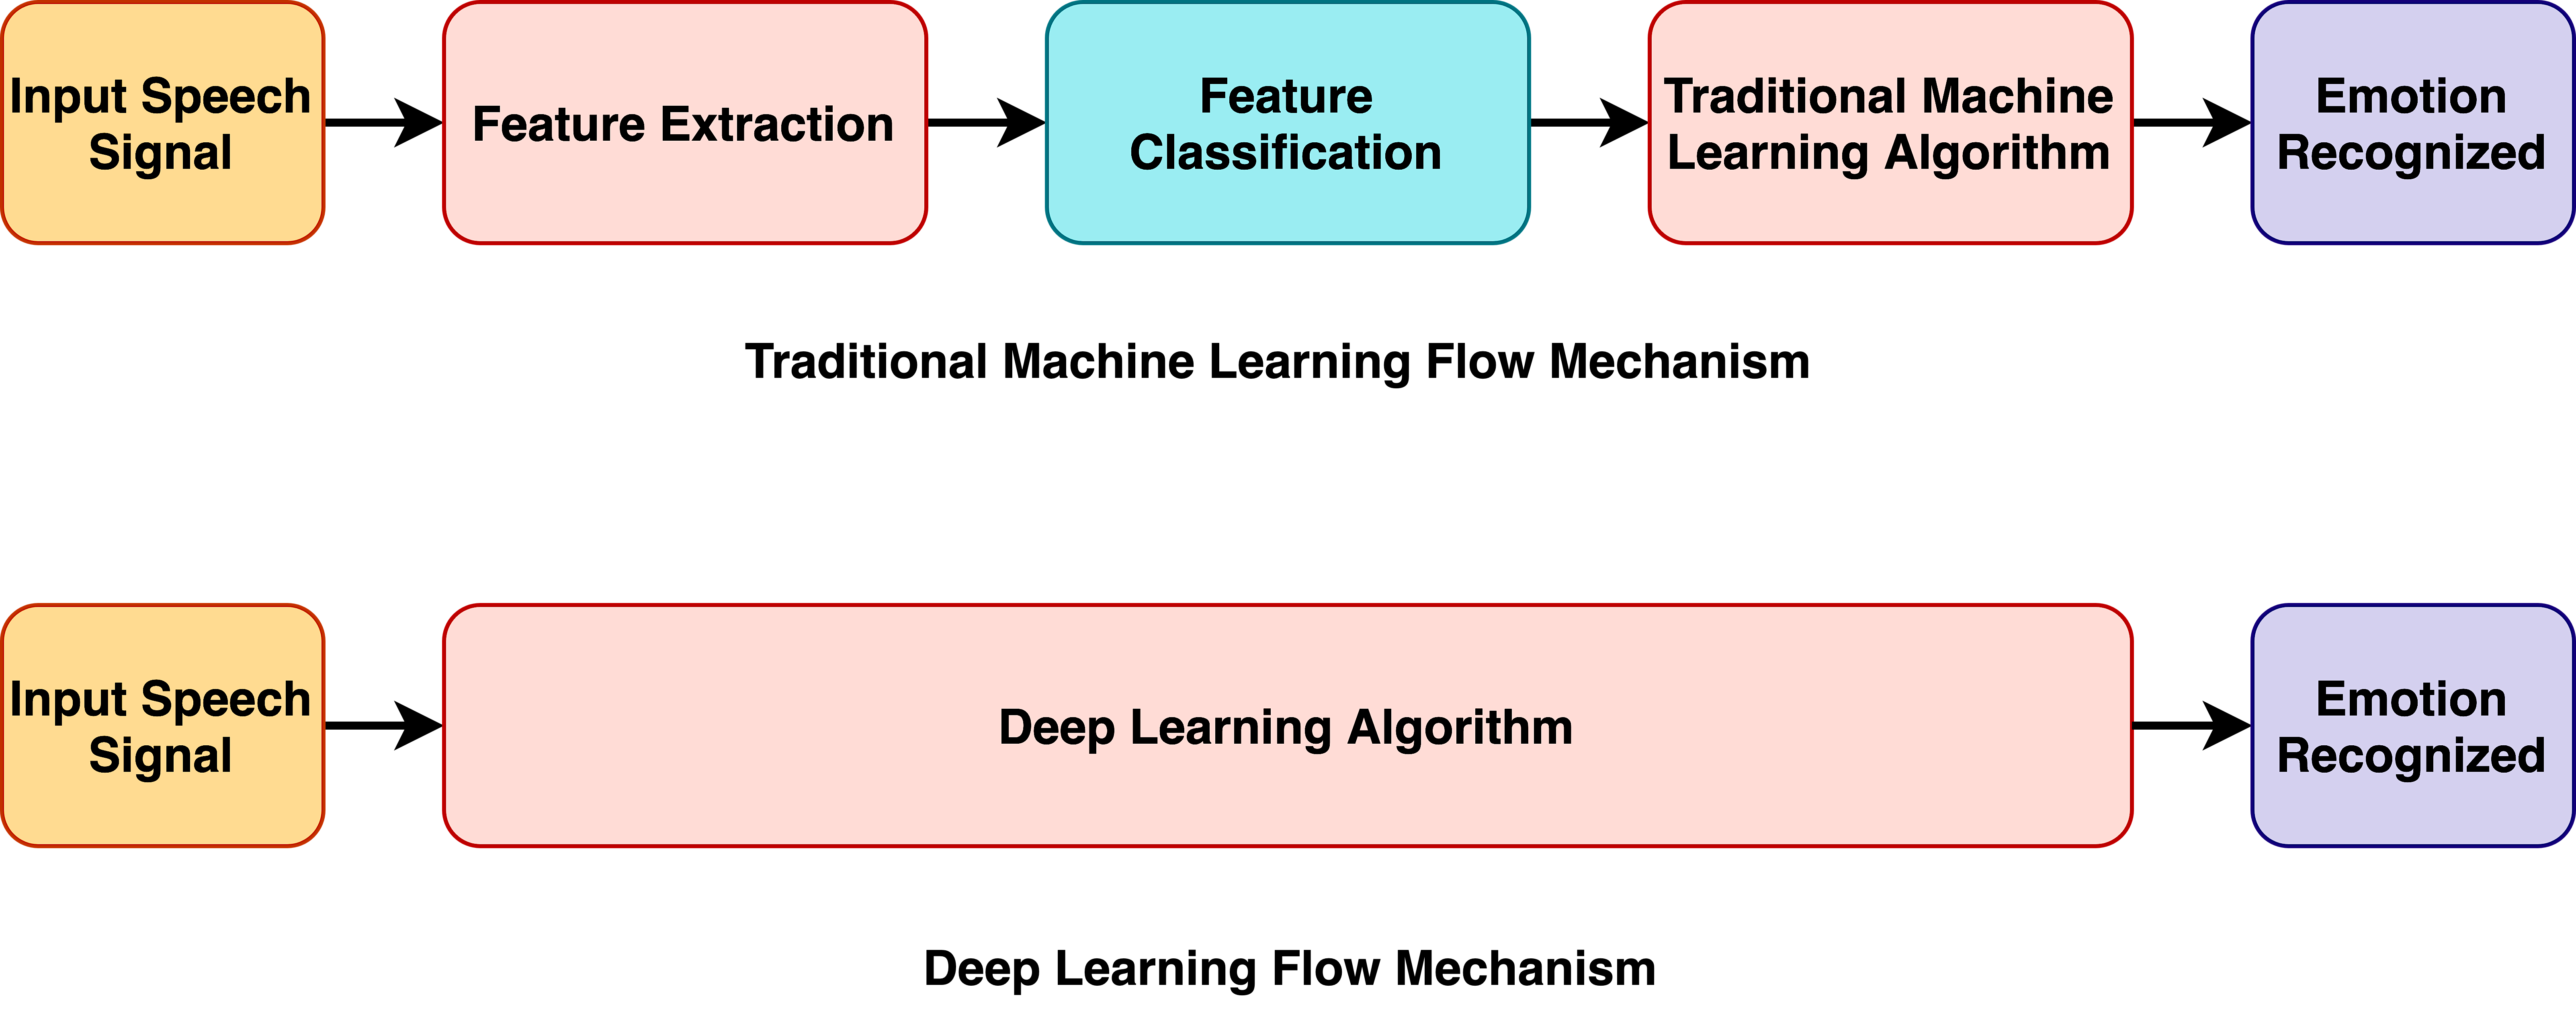 Input Speech
Signal
Feature Extraction
Feature
Classification
Traditional Machine
Learning Algorithm
Emotion
Recognized
Traditional Machine Learning Flow Mechanism
Input Speech
Signal
Deep Learning Algorithm
Emotion
Recognized
Deep Learning Flow Mechanism